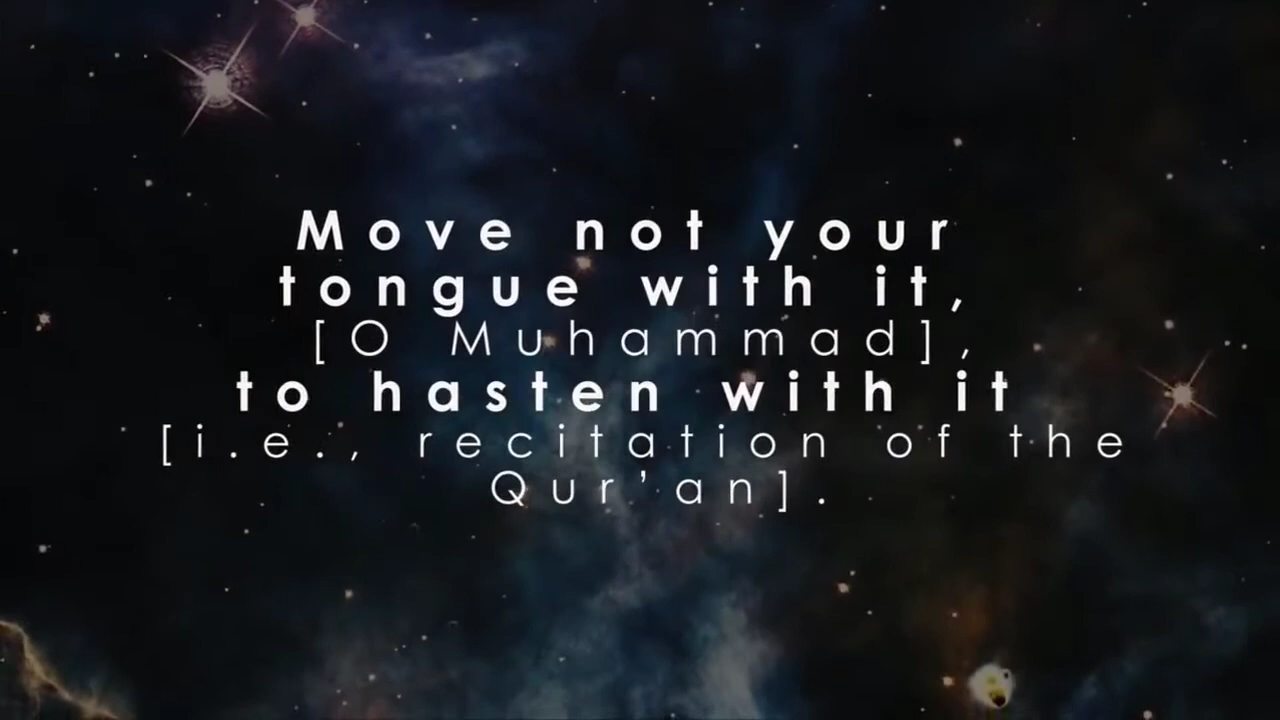 Move not your
tongue with it,
[O Muhammad],
to hasten with it
[i.e., recitation of the
Qur’an].